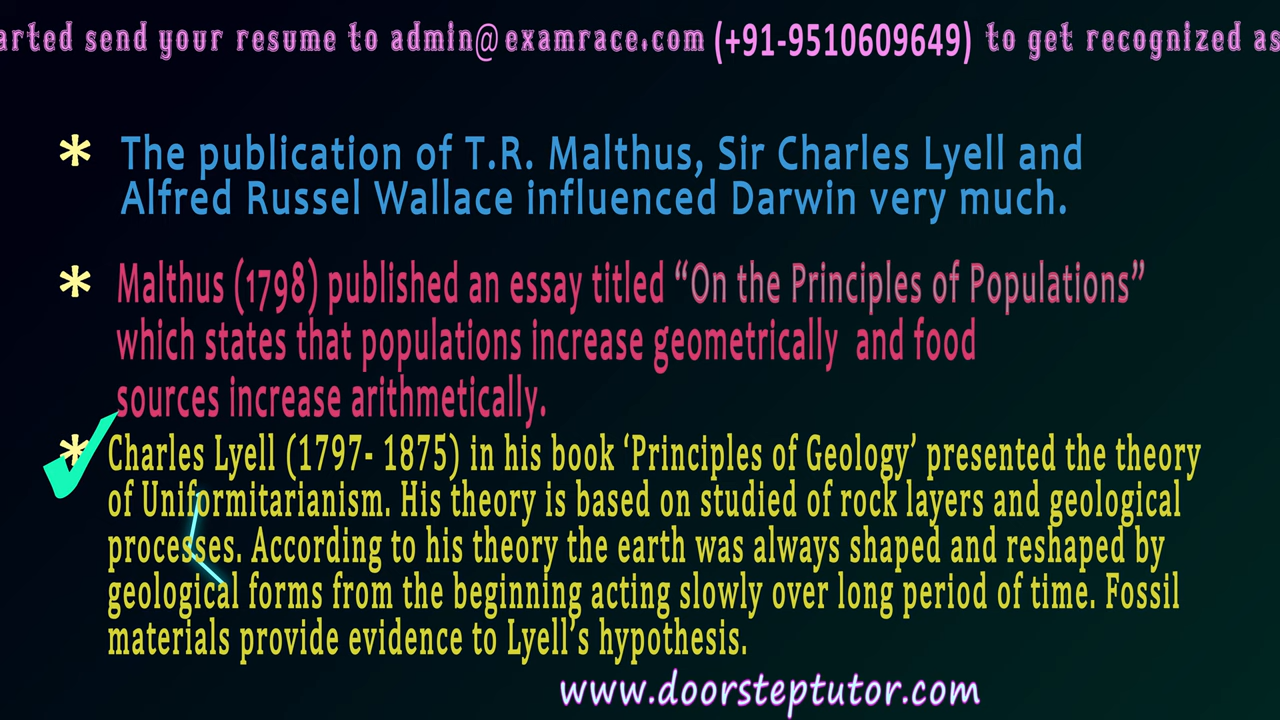 arted send your resume to admin@examrace.com (+91-9510609649) to get recognized as
* The publication of T.R. Malthus, Sir Charles Lyell and
Alfred Russel Wallace influenced Darwin very much.
* Malthus (1798) published an essay titled “On the Principles of Populations”
which states that populations increase geometrically and food
sources increase arithmetically.
* Charles Lyell (1797- 1875) in his book ‘Principles of Geology’ presented the theory
of Uniformitarianism. His theory is based on studied of rock layers and geological
processes. According to his theory the earth was always shaped and reshaped by
geological forms from the beginning acting slowly over long period of time. Fossil
materials provide evidence to Lyell’s hypothesis.
www.doorsteptutor.com